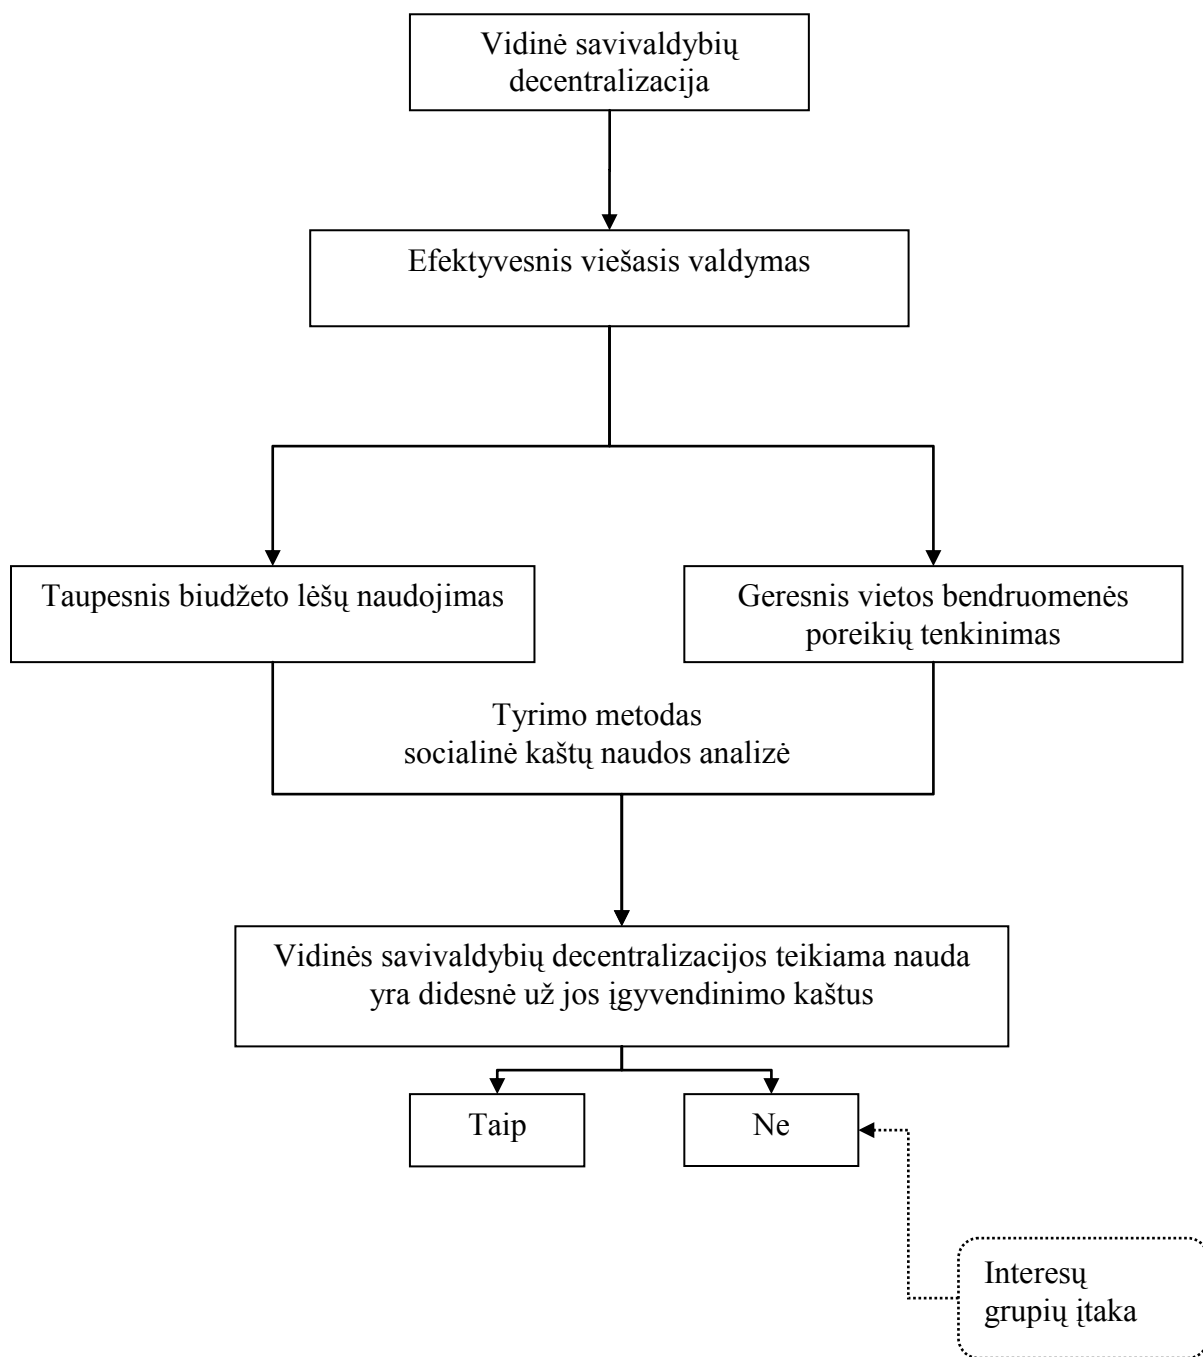 Vidinė savivaldybių
decentralizacija
Efektyvesnis viešasis valdymas
Taupesnis biudžeto lėšų naudojimas
Geresnis vietos bendruomenės
poreikių tenkinimas
Tyrimo metodas
socialinė kaštų naudos analizė
Vidinės savivaldybių decentralizacijos teikiama nauda
yra didesnė už jos įgyvendinimo kaštus
Taip
Ne
Interesų
grupių įtaka